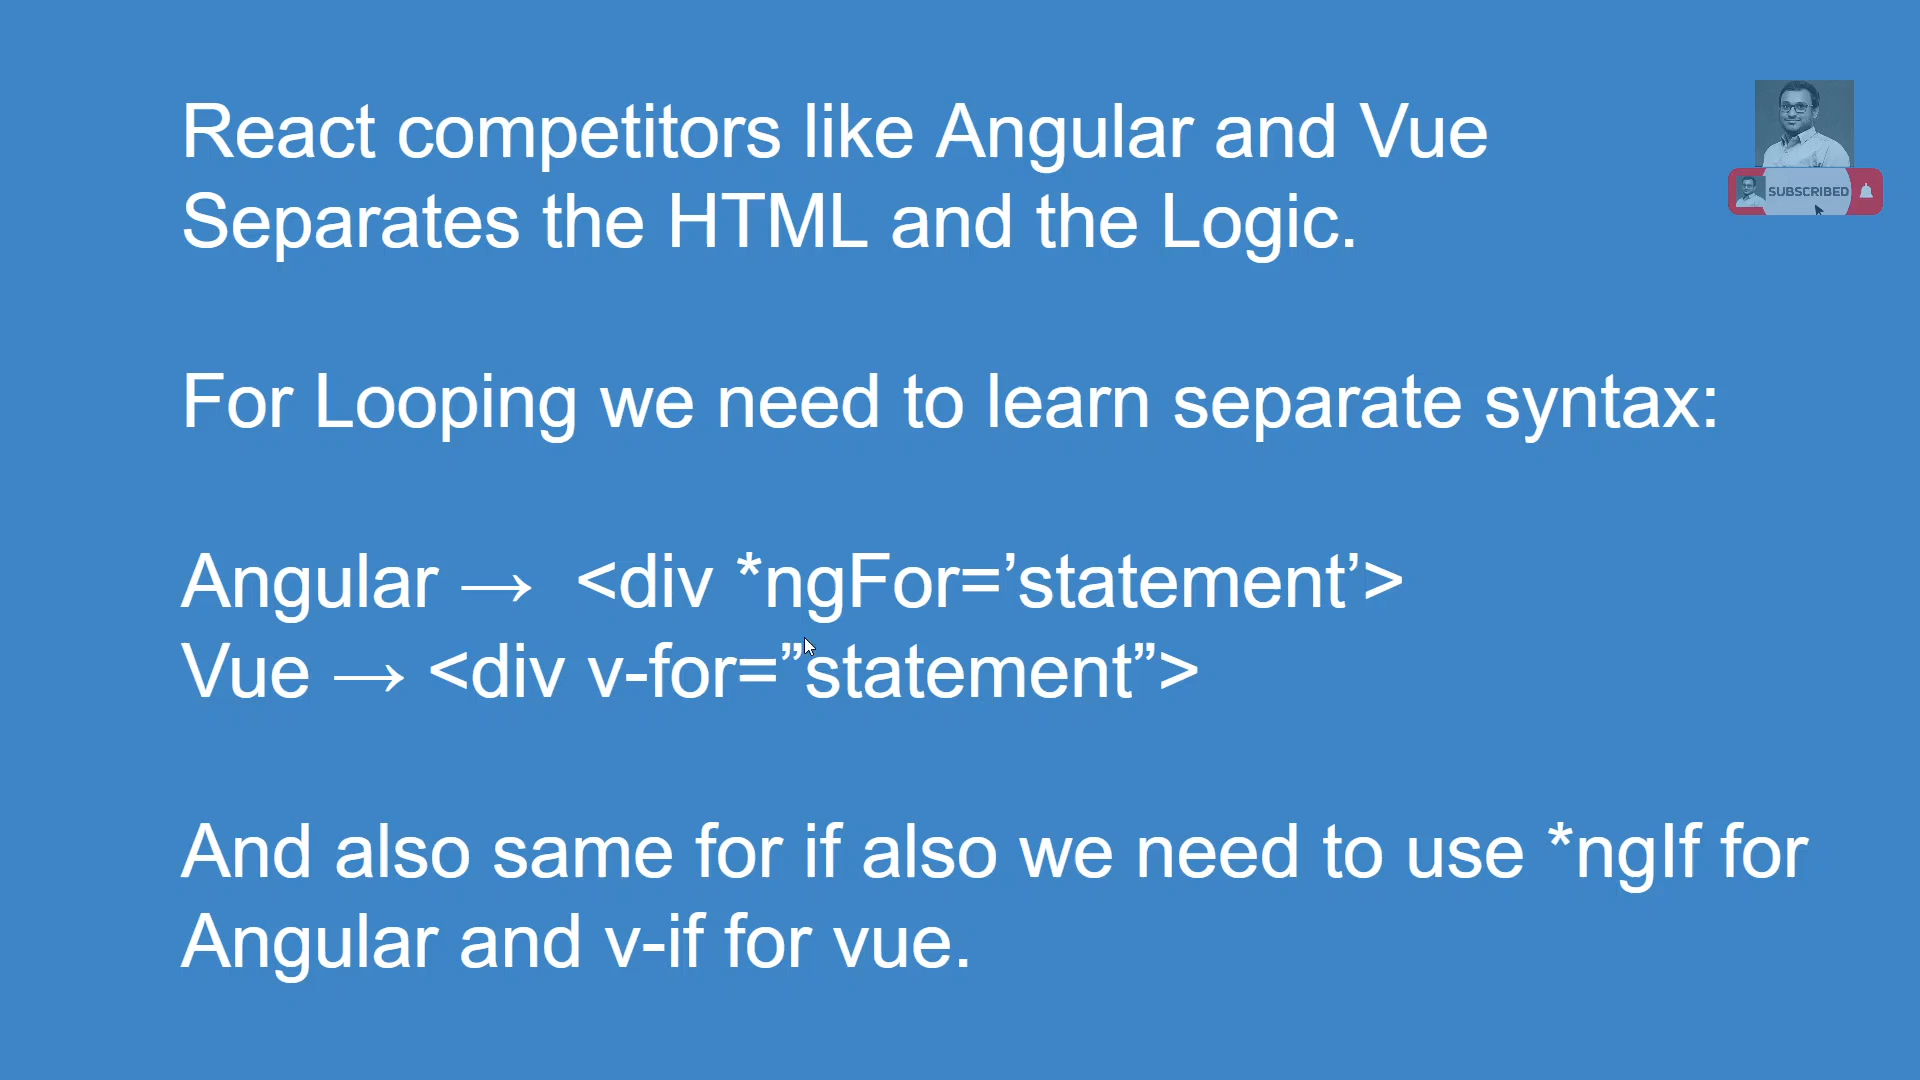 React competitors like Angular and Vue
Separates the HTML and the Logic.
SUBSCRIBED
For Looping we need to learn separate syntax:
Angular → <div *ngFor=’statement’>
Vue → <div v-for=”statement”>
And also same for if also we need to use *ngIf for
Angular and v-if for vue.